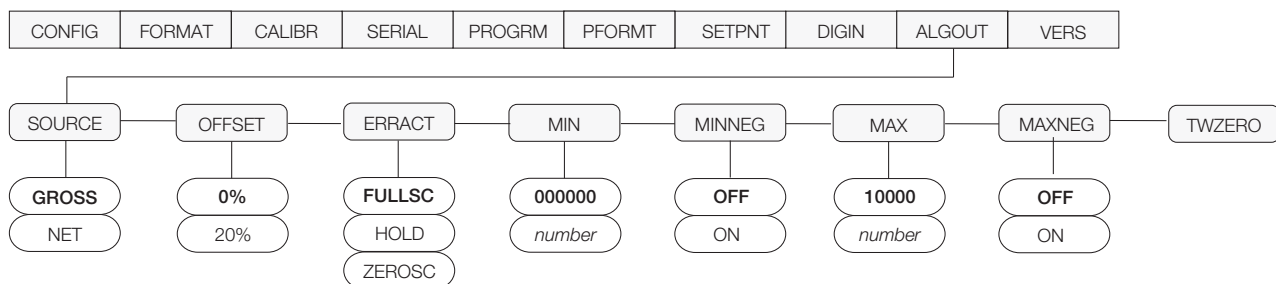 CONFIG FORMAT CALIBR SERIAL PROGRM PFORMT SETPNT DIGIN ALGOUT VERS
SOURCE OFFSET ERRACT MIN MINNEG MAX MAXNEG TWZERO
GROSS 0% FULLSC 000000 OFF 10000 OFF
NET 20% HOLD number ON number ON
ZEROSC